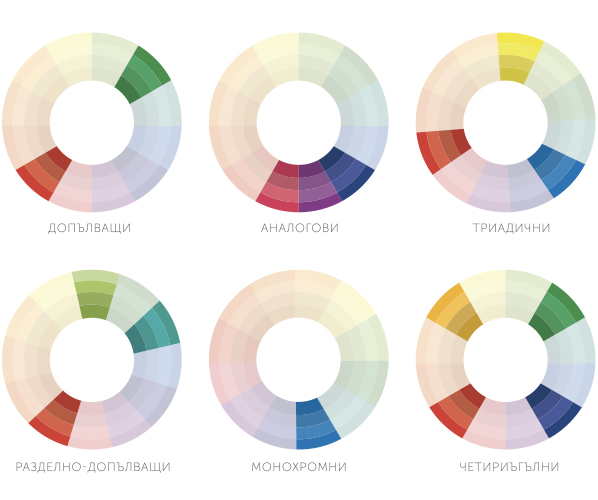 ДОПЪЛВАЩИ
АНАЛОГОВИ
ТРИАДИЧНИ
РАЗДЕЛНО-ДОПЪЛВАЩИ
МОНОХРОМНИ
ЧЕТИРИЪГЪЛНИ